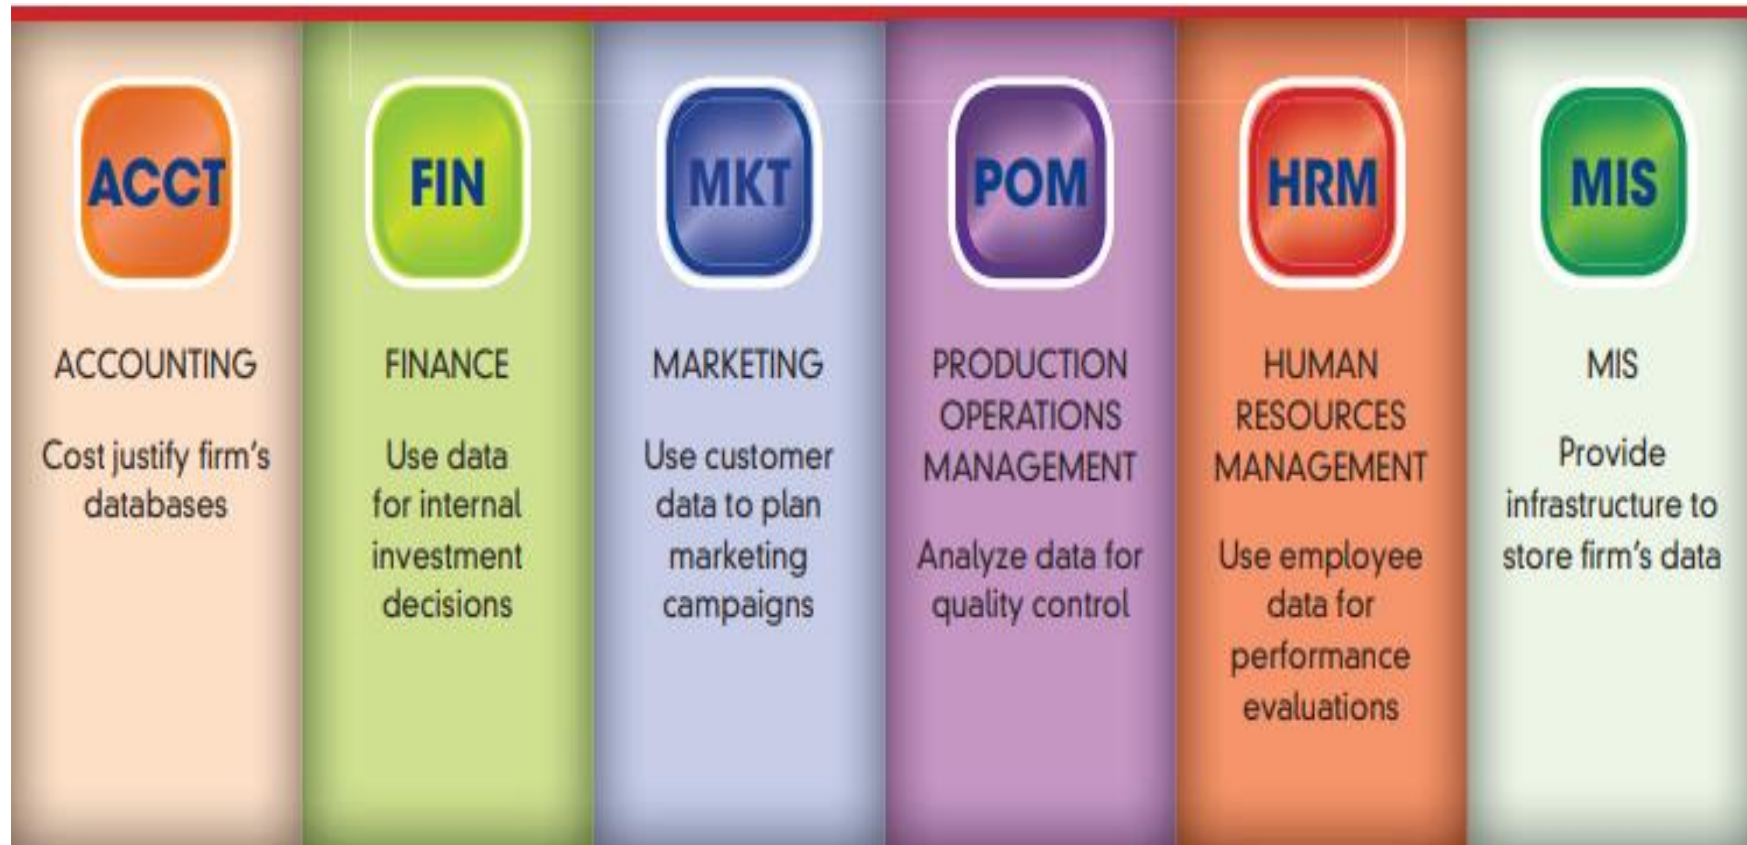 ACCT
ACCOUNTING
Cost justify firm's
databases
FIN
FINANCE
Use data
for internal
investment
decisions
MKT
MARKETING
Use customer
data to plan
marketing
campaigns
POM
PRODUCTION
OPERATIONS
MANAGEMENT
Analyze data for
quality control
HRM
HUMAN
RESOURCES
MANAGEMENT
Use employee
data for
performance
evaluations
MIS
MIS
Provide
infrastructure to
store firm's data